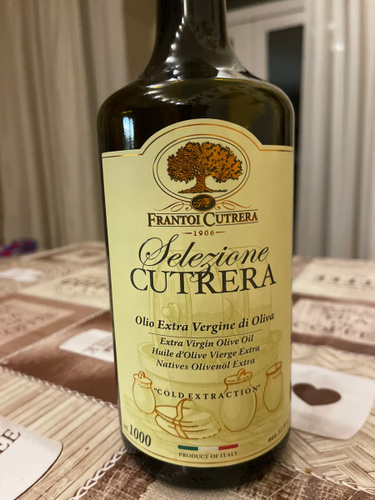 FRANTOI CUTRERA
1906
Selezione
CUTRERA
Olio Extra Vergine di Oliva
Extra Virgin Olive Oil
Huile d'Olive Vierge Extra
Natives Olivenöl Extra
"COLD EXTRACTION"
1000
PRODUCT OF ITALY